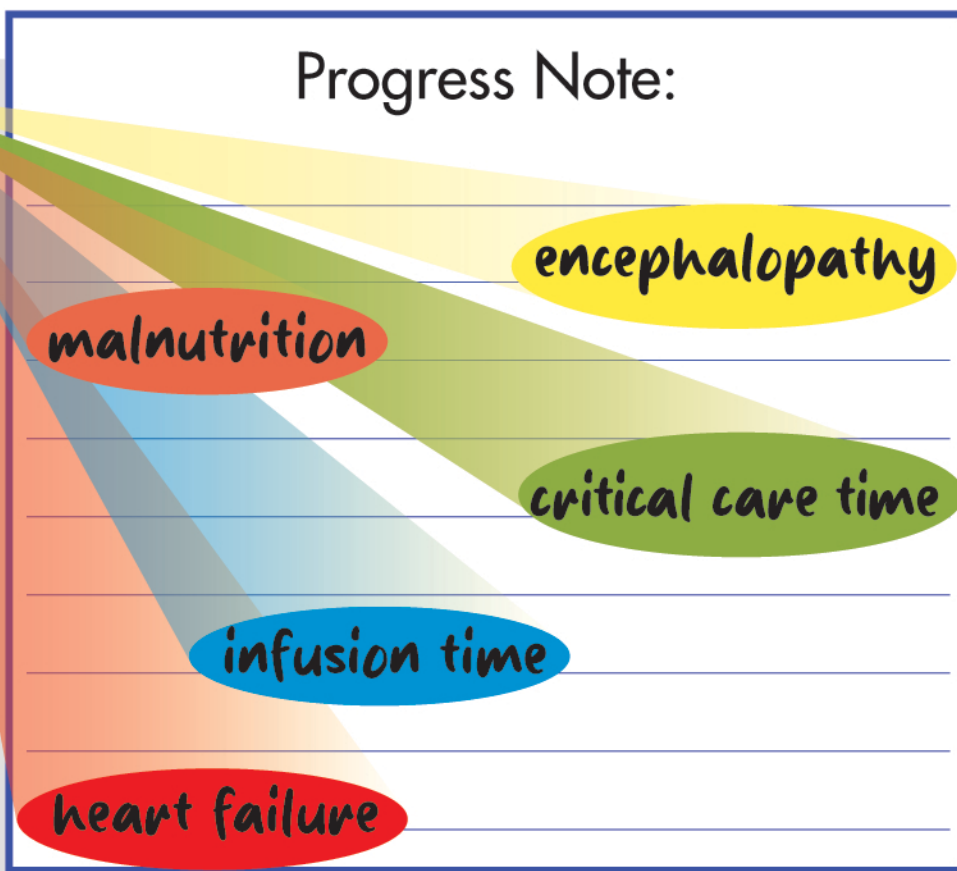 Progress Note:
encephalopathy
malnutrition
critical care time
infusion time
heart failure